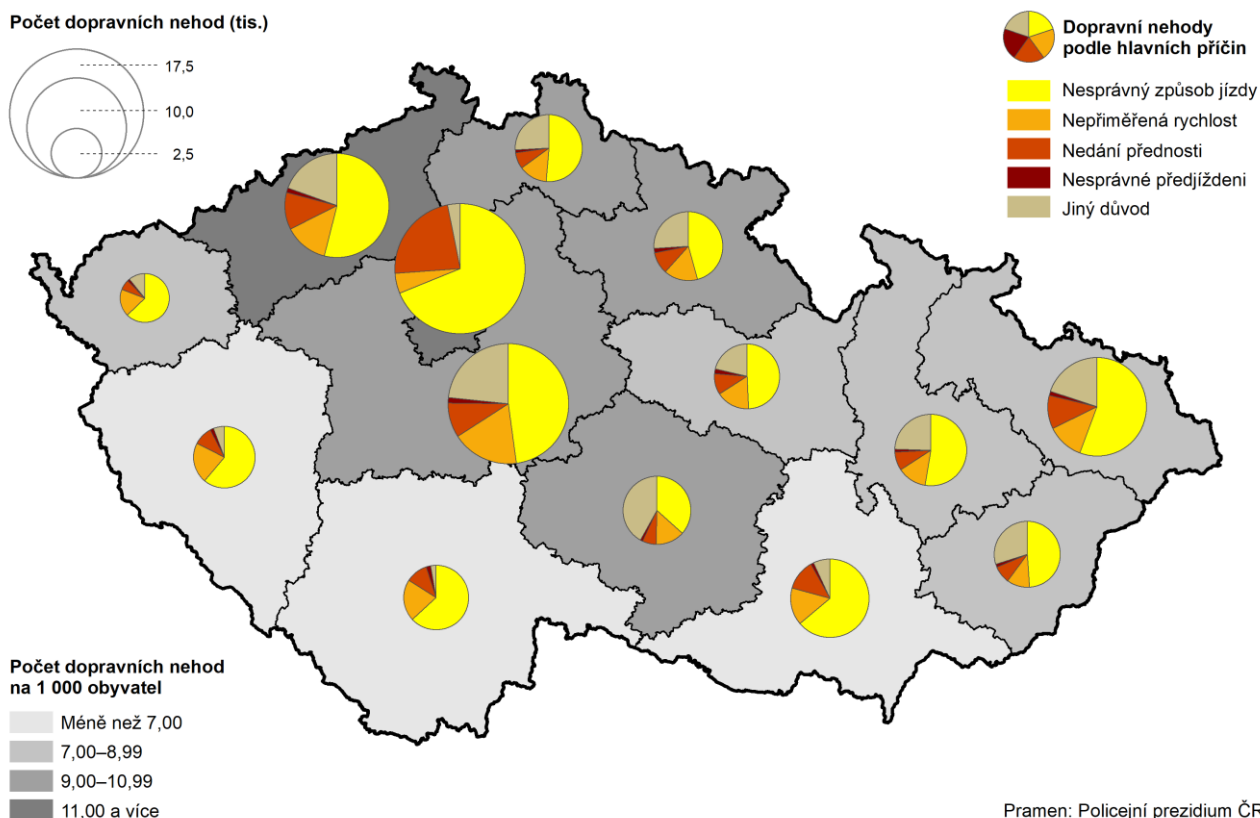 Počet dopravních nehod (tis.)
17,5
10,0
2,5
Dopravní nehody
podle hlavních příčin
Nesprávný způsob jízdy
Nepřiměřená rychlost
Nedání přednosti
Nesprávné předjíždeni
Jiný důvod
Počet dopravních nehod
na 1 000 obyvatel
Méně než 7,00
7,00–8,99
9,00–10,99
11,00 a více
Pramen: Policejní prezidium ČR